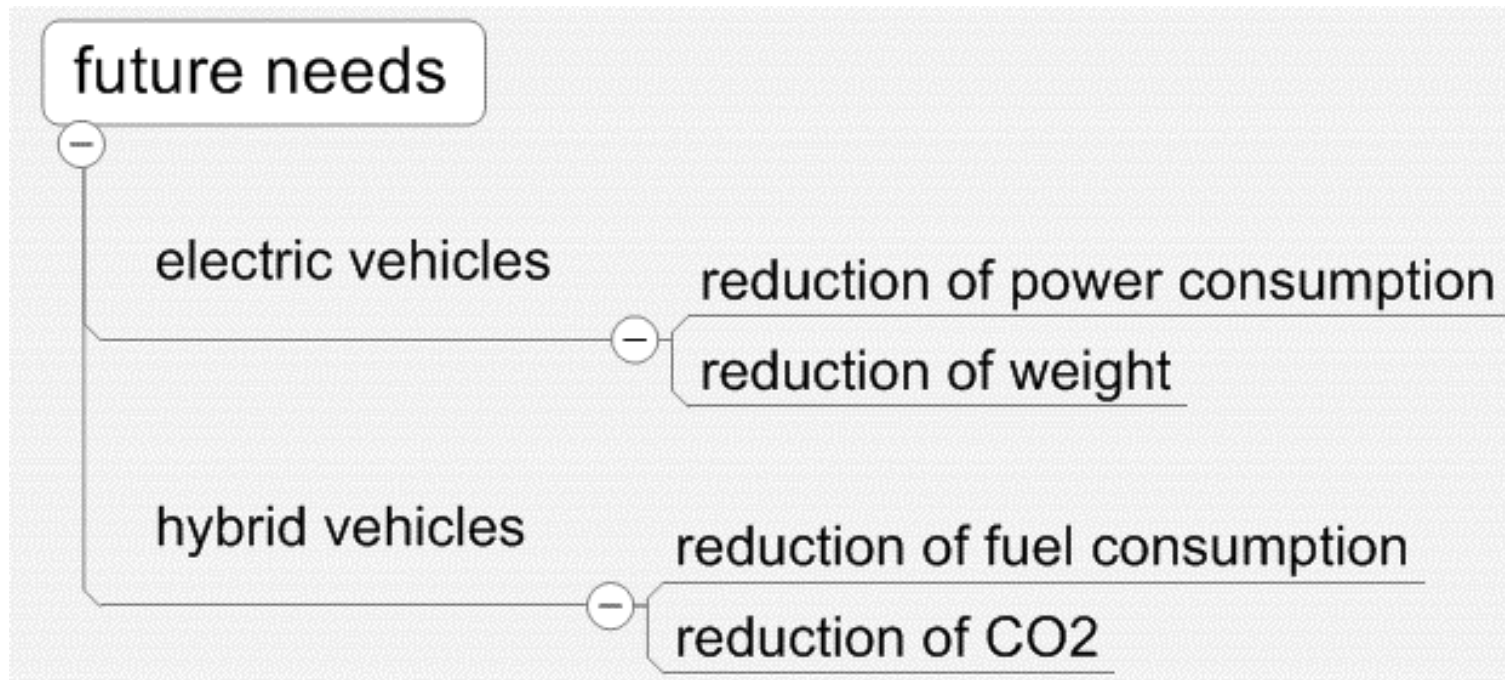 future needs
electric vehicles
reduction of power consumption
reduction of weight
hybrid vehicles
reduction of fuel consumption
reduction of CO2